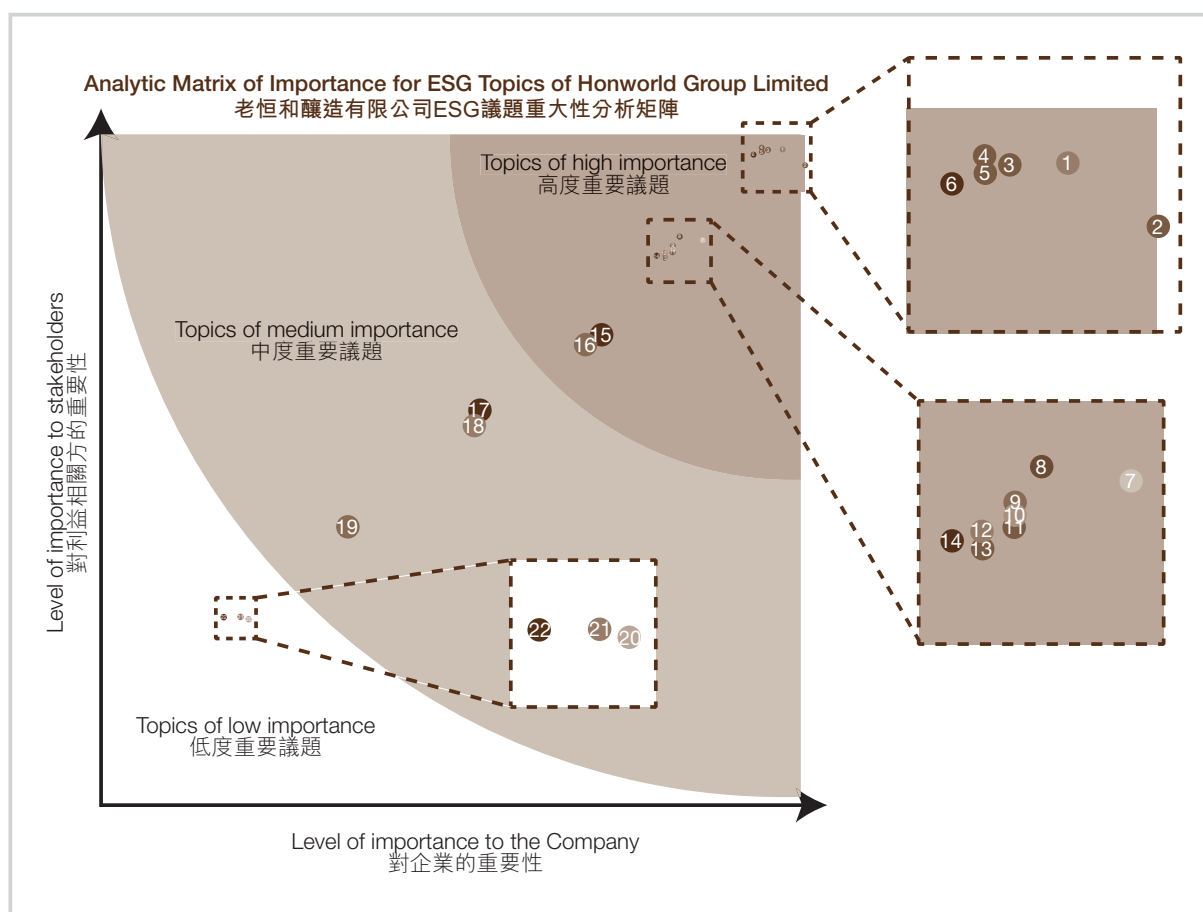 Analytic Matrix of Importance for ESG Topics of Honworld Group Limited
老恒和釀造有限公司ESG議題重大性分析矩陣
Topics of high importance
高度重要議題
4
3
1
5
6
2
Level of importance to stakeholders
對利益相關方的重要性
Topics of medium importance
中度重要議題
15
16
17
18
8
7
9
10
12
11
14
13
19
22
21
20
Topics of low importance
低度重要議題
Level of importance to the Company
對企業的重要性